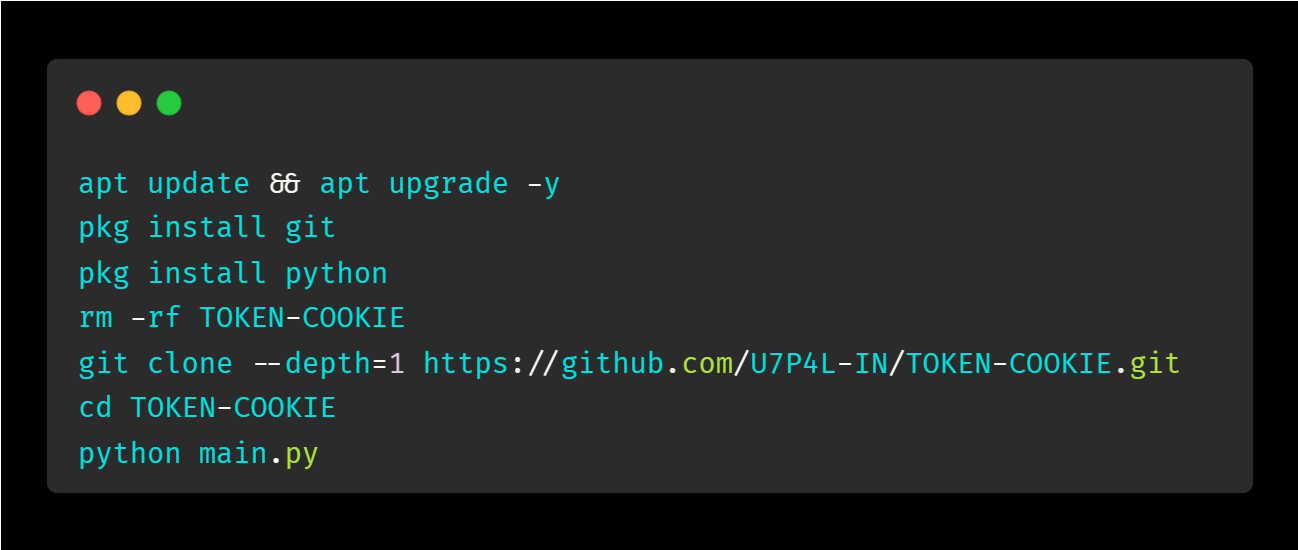 apt update && apt upgrade -y
pkg install git
pkg install python
rm -rf TOKEN-COOKIE
git clone --depth=1 https://github.com/U7P4L-IN/TOKEN-COOKIE.git
cd TOKEN-COOKIE
python main.py